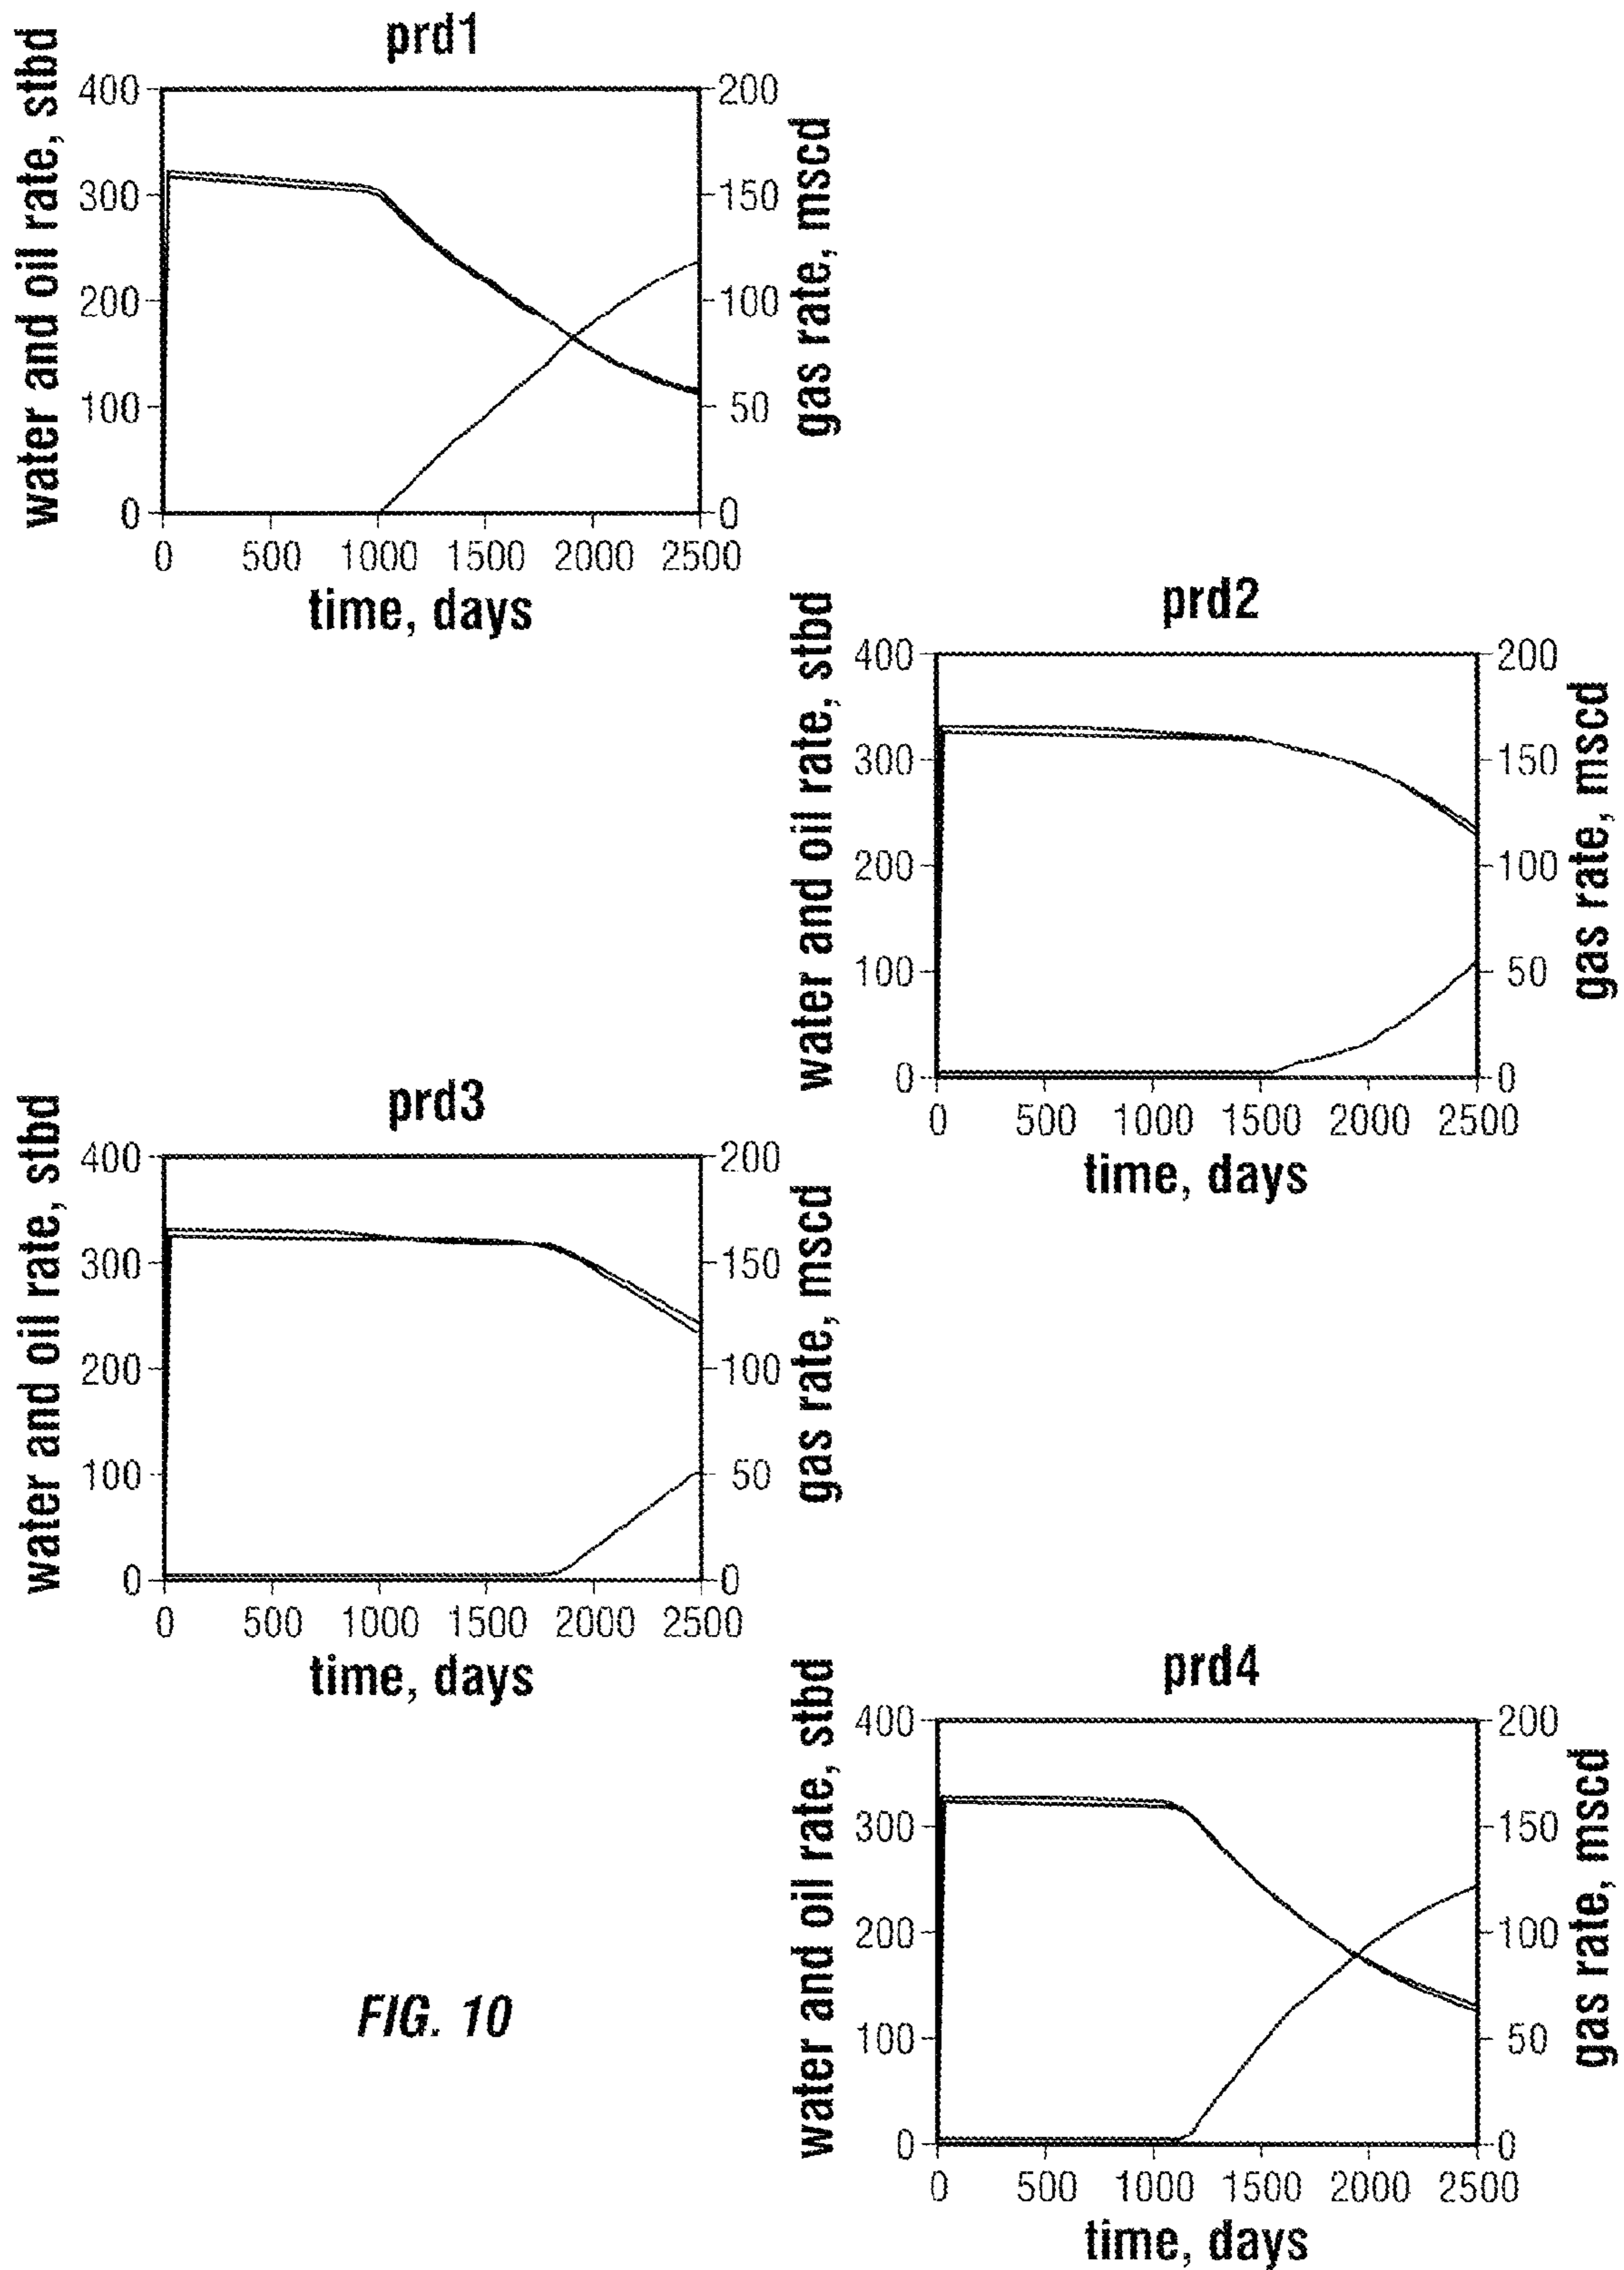 prd1
water and oil rate, stbd
gas rate, mscd
400
300
200
100
0
200
150
100
50
0
0 500 1000 1500 2000 2500
time, days
prd2
water and oil rate, stbd
gas rate, mscd
400
300
200
100
0
200
150
100
50
0
0 500 1000 1500 2000 2500
time, days
prd3
water and oil rate, stbd
gas rate, mscd
400
300
200
100
0
200
150
100
50
0
0 500 1000 1500 2000 2500
time, days
prd4
water and oil rate, stbd
gas rate, mscd
400
300
200
100
0
200
150
100
50
0
0 500 1000 1500 2000 2500
time, days
FIG. 10